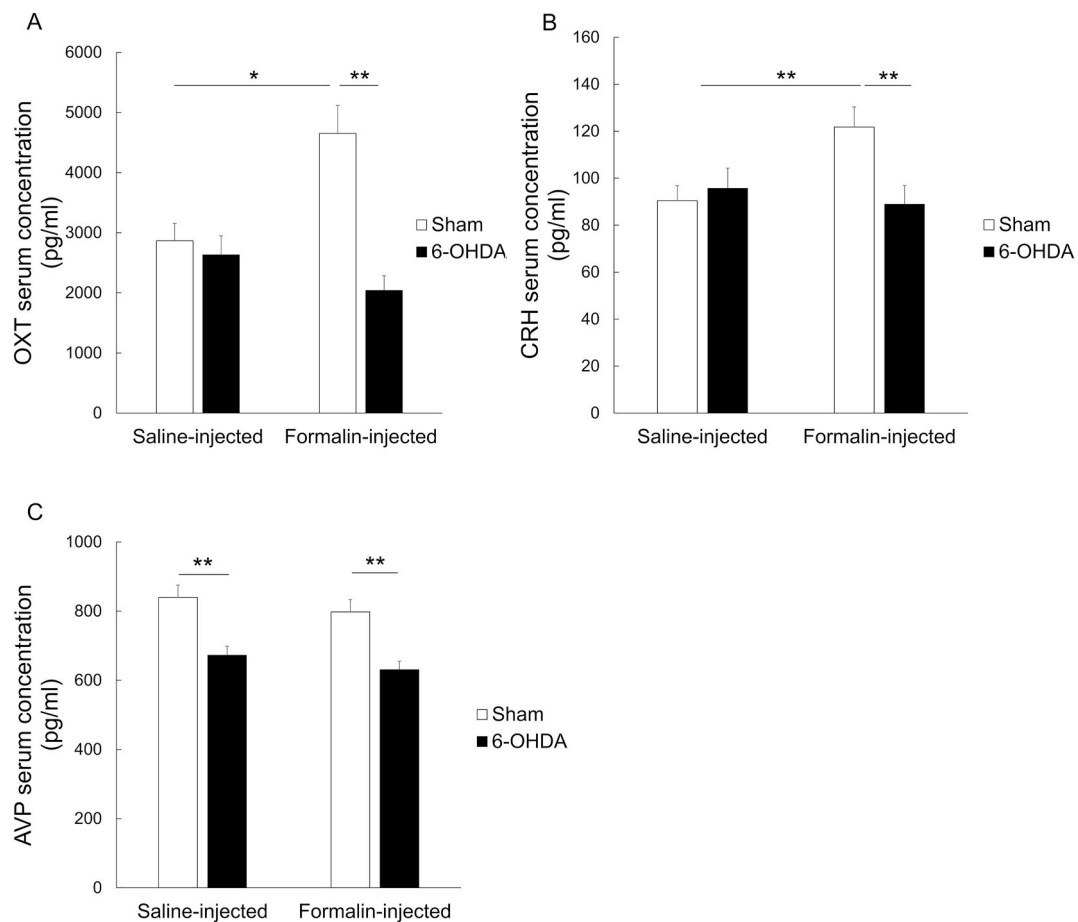 A
OXT serum concentration
(pg/ml)
6000
5000
4000
3000
2000
1000
0
*
**
Saline-injected
Formalin-injected
Sham
6-OHDA
B
CRH serum concentration
(pg/ml)
160
140
120
100
80
60
40
20
0
**
**
Saline-injected
Formalin-injected
Sham
6-OHDA
C
AVP serum concentration
(pg/ml)
1000
800
600
400
200
0
**
**
Saline-injected
Formalin-injected
Sham
6-OHDA